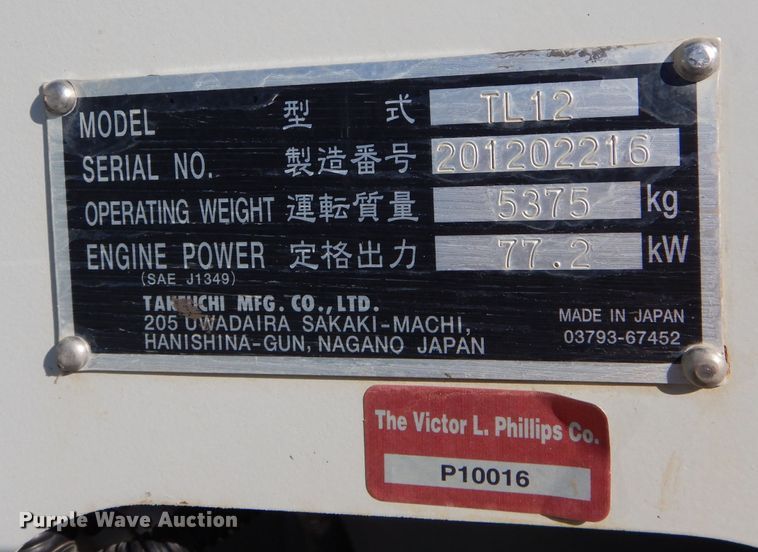 MODEL 型 式 TL12
SERIAL NO. 製造番号 201202216
OPERATING WEIGHT 運転質量 5375 kg
ENGINE POWER 定格出力 77.2 kW
(SAE J1349)
TAKEUCHI MFG. CO., LTD.
205 UWADAIRA SAKAKI-MACHI,
HANISHINA-GUN, NAGANO JAPAN
MADE IN JAPAN
03793-67452
The Victor L. Phillips Co.
P10016
Purple Wave Auction